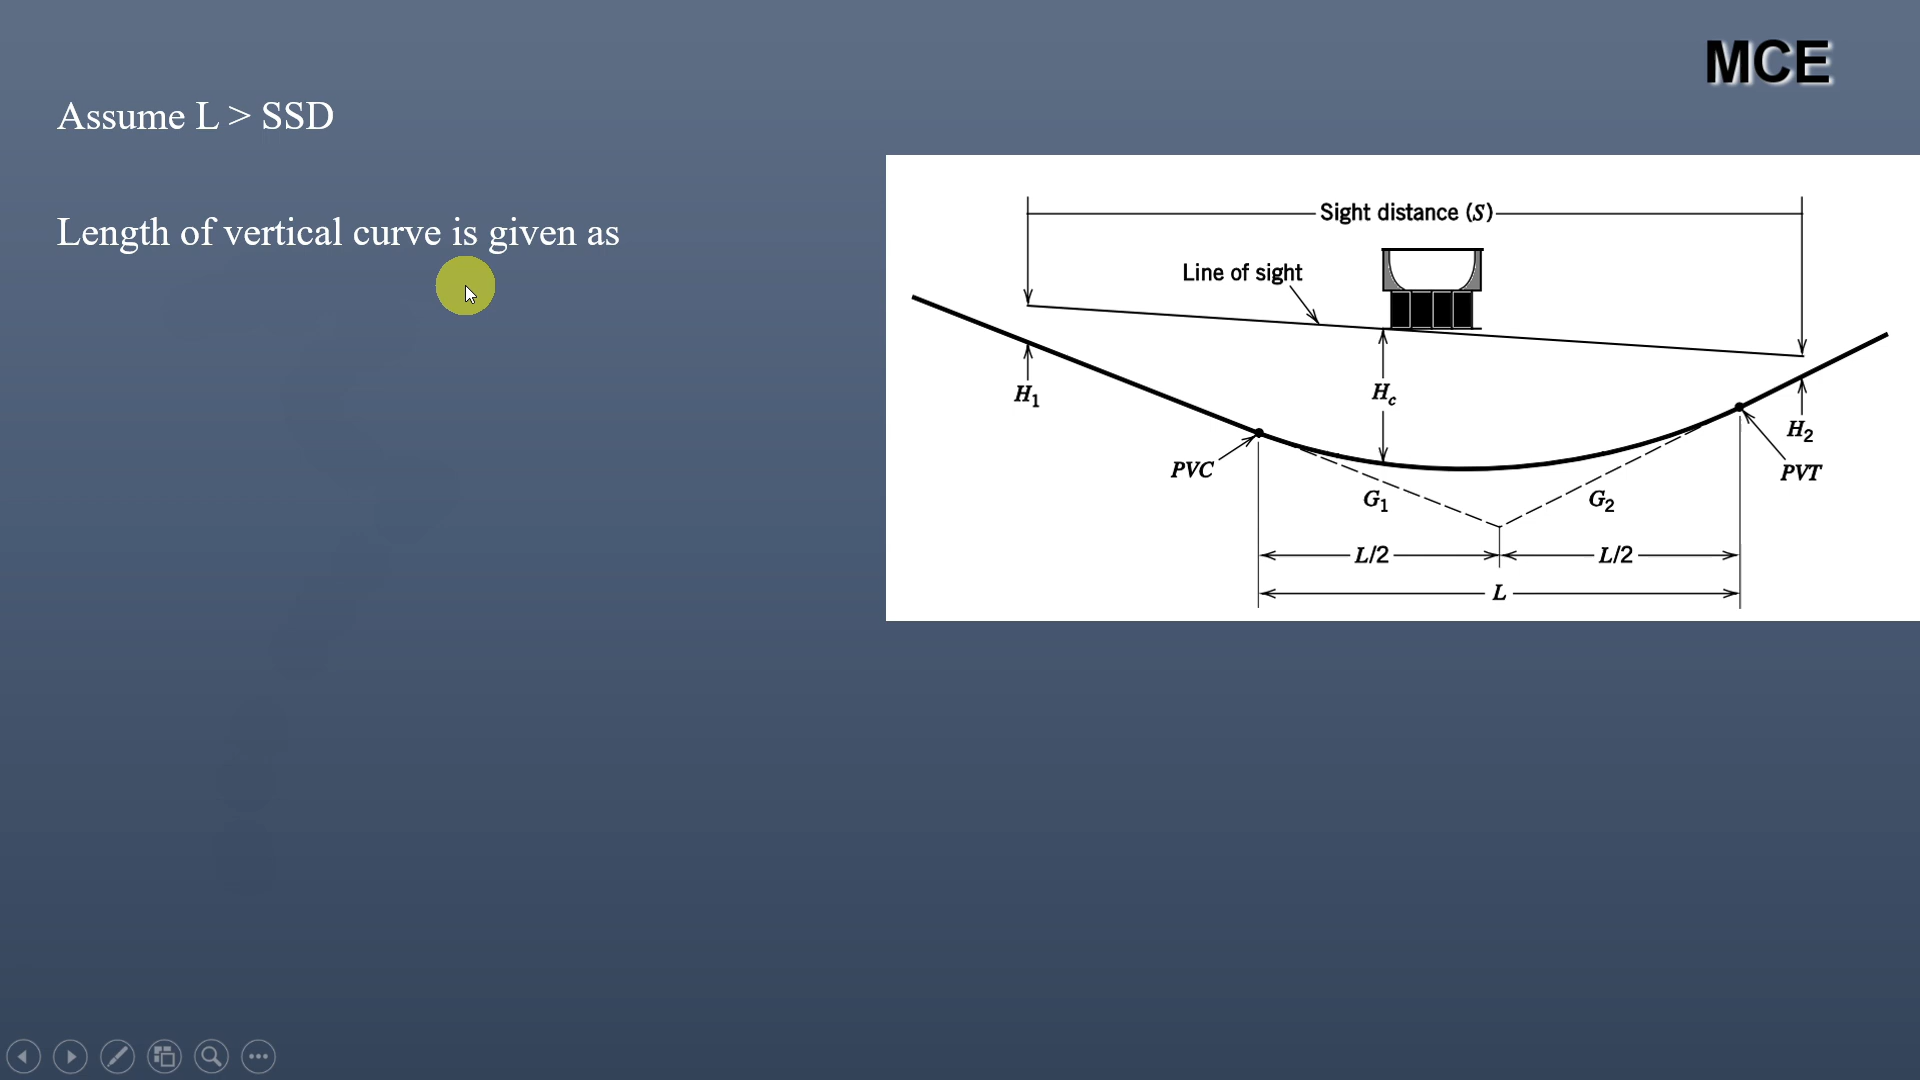 MCE
Assume L > SSD
Length of vertical curve is given as
Sight distance (S)
Line of sight
H₁
H꜀
H₂
PVC
PVT
G₁
G₂
L/2
L/2
L